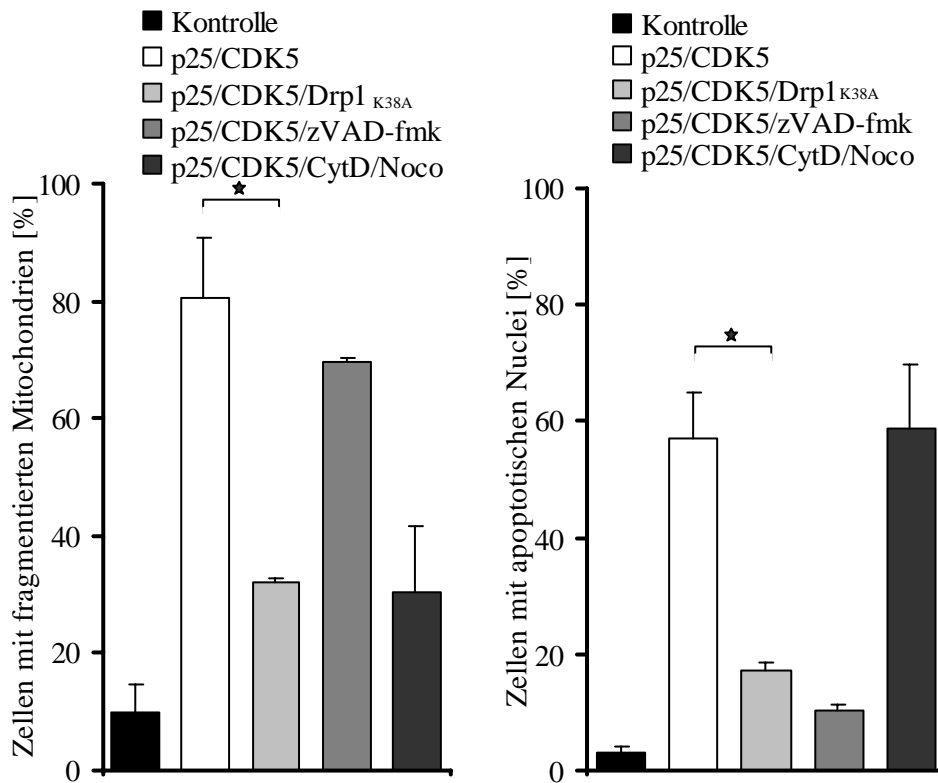 Kontrolle
p25/CDK5
p25/CDK5/Drp1 K38A
p25/CDK5/zVAD-fmk
p25/CDK5/CytD/Noco
Zellen mit fragmentierten Mitochondrien [%]
100
80
60
40
20
0
Kontrolle
p25/CDK5
p25/CDK5/Drp1 K38A
p25/CDK5/zVAD-fmk
p25/CDK5/CytD/Noco
Zellen mit apoptotischen Nuclei [%]
100
80
60
40
20
0